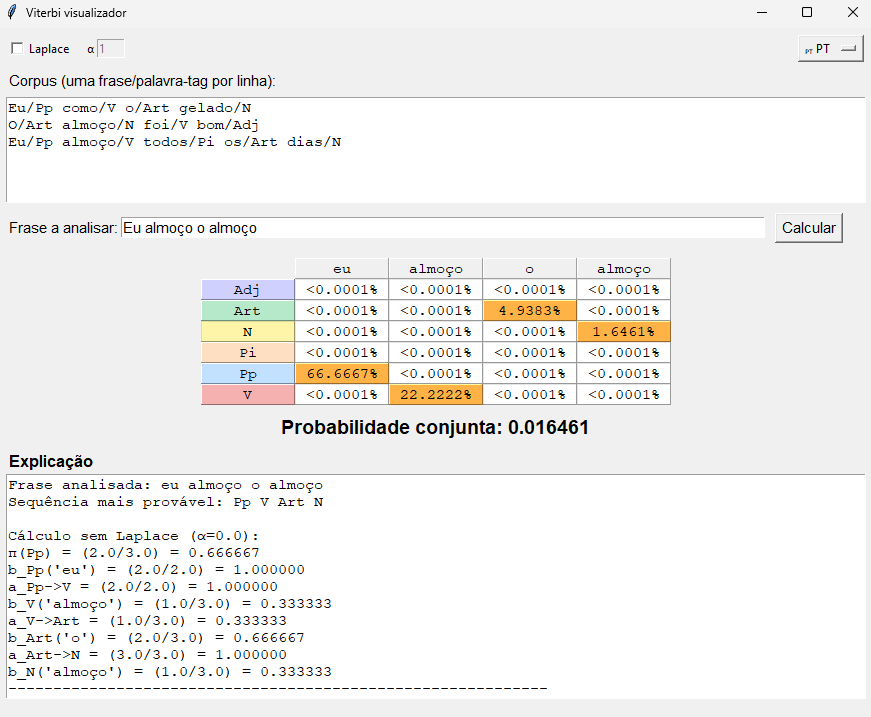 Viterbi visualizador
Laplace α 1 PT PT
Corpus (uma frase/palavra-tag por linha):
Eu/Pp como/V o/Art gelado/N
O/Art almoço/N foi/V bom/Adj
Eu/Pp almoço/V todos/Pi os/Art dias/N
Frase a analisar: Eu almoço o almoço Calcular
eu almoço o almoço
Adj <0.0001% <0.0001% <0.0001% <0.0001%
Art <0.0001% <0.0001% 4.9383% <0.0001%
N <0.0001% <0.0001% <0.0001% 1.6461%
Pi <0.0001% <0.0001% <0.0001% <0.0001%
Pp 66.6667% <0.0001% <0.0001% <0.0001%
V <0.0001% 22.2222% <0.0001% <0.0001%
Probabilidade conjunta: 0.016461
Explicação
Frase analisada: eu almoço o almoço
Sequência mais provável: Pp V Art N
Cálculo sem Laplace (α=0.0):
π(Pp) = (2.0/3.0) = 0.666667
b_Pp('eu') = (2.0/2.0) = 1.000000
a_Pp->V = (2.0/2.0) = 1.000000
b_V('almoço') = (1.0/3.0) = 0.333333
a_V->Art = (1.0/3.0) = 0.333333
b_Art('o') = (2.0/3.0) = 0.666667
a_Art->N = (3.0/3.0) = 1.000000
b_N('almoço') = (1.0/3.0) = 0.333333
------------------------------------------------------------